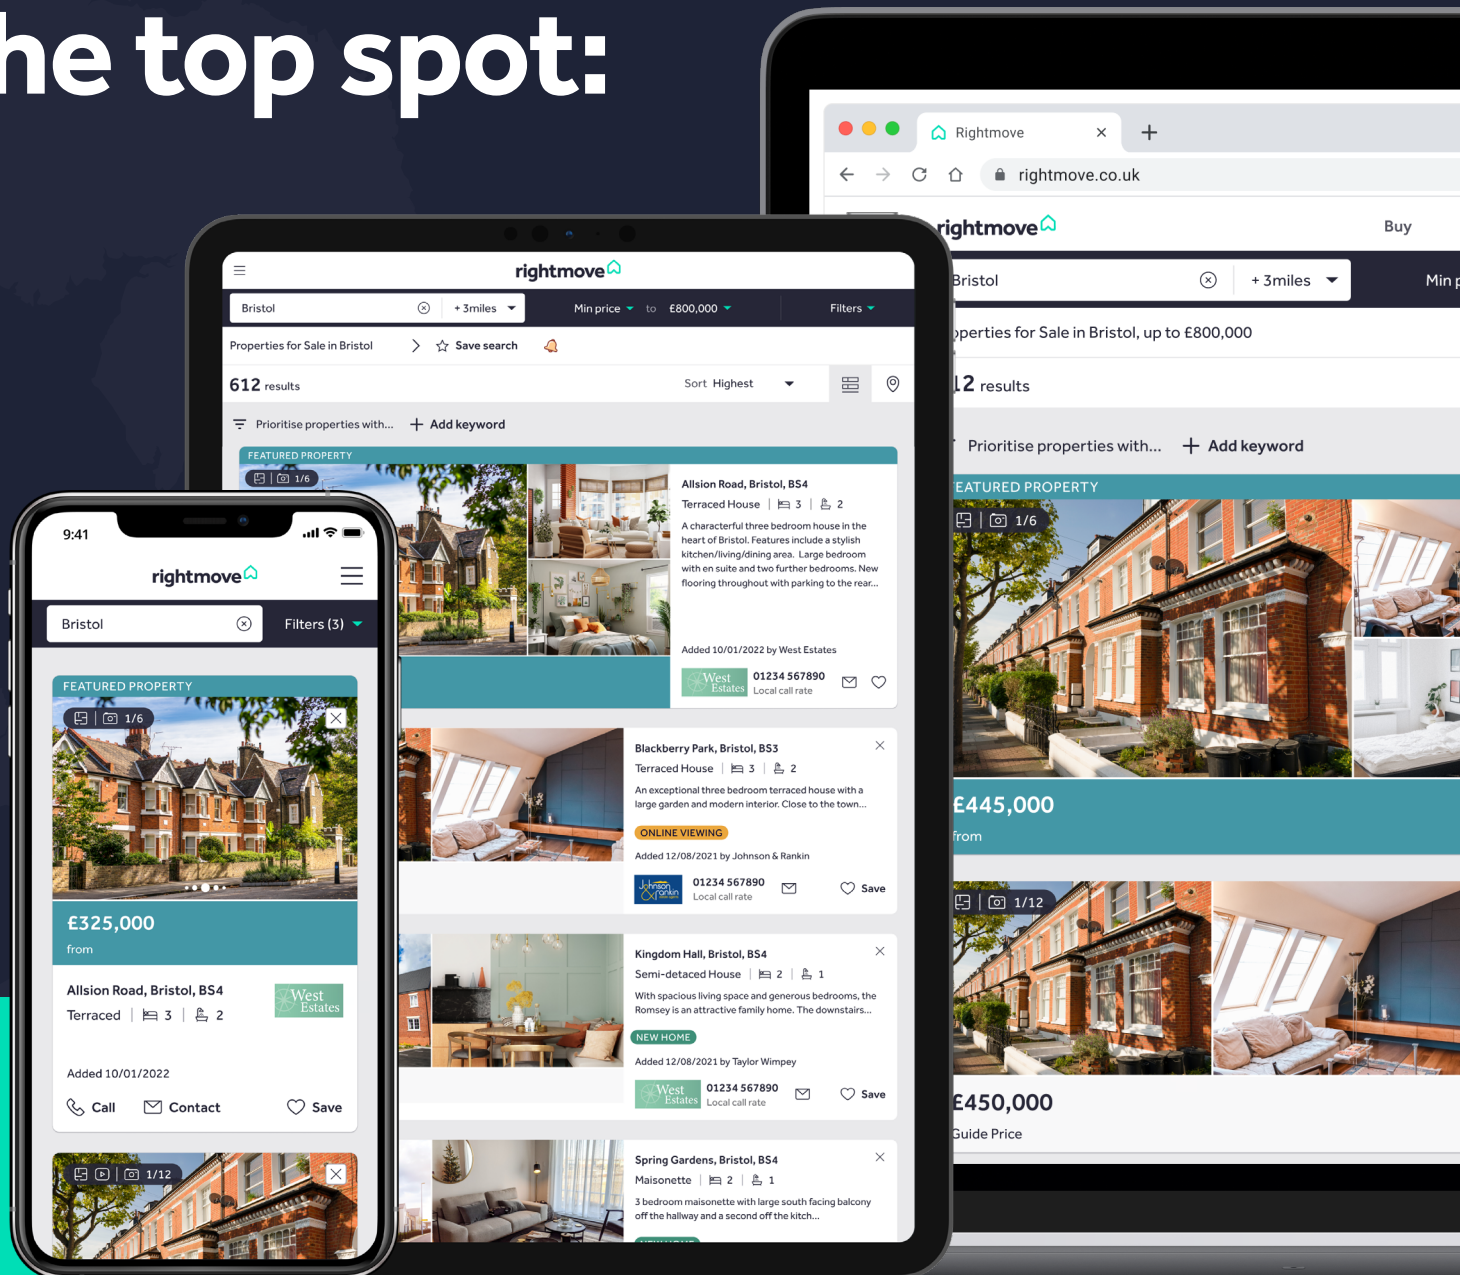 he top spot:
Rightmove
rightmove.co.uk
rightmove
Buy
Bristol
+ 3miles
Min p
perties for Sale in Bristol, up to £800,000
12 results
Prioritise properties with...
+ Add keyword
FEATURED PROPERTY
1/6
£445,000
from
1/12
£450,000
Guide Price
rightmove
Bristol
+ 3miles
Min price to £800,000
Filters
Properties for Sale in Bristol
Save search
612 results
Sort Highest
Prioritise properties with...
+ Add keyword
FEATURED PROPERTY
1/6
Allsion Road, Bristol, BS4
Terraced House | 3 | 2
A characterful three bedroom house in the
heart of Bristol. Features include a stylish
kitchen/living/dining area. Large bedroom
with en suite and two further bedrooms. New
flooring throughout with parking to the rear...
Added 10/01/2022 by West Estates
West
Estates
01234 567890
Local call rate
Blackberry Park, Bristol, BS3
Terraced House | 3 | 2
An exceptional three bedroom terraced house with a
large garden and modern interior. Close to the town...
ONLINE VIEWING
Added 12/08/2021 by Johnson & Rankin
Johnson
& rankin
01234 567890
Local call rate
Save
Kingdom Hall, Bristol, BS4
Semi-detaced House | 2 | 1
With spacious living space and generous bedrooms, the
Romsey is an attractive family home. The downstairs...
NEW HOME
Added 12/08/2021 by Taylor Wimpey
West
Estates
01234 567890
Local call rate
Save
Spring Gardens, Bristol, BS4
Maisonette | 2 | 1
3 bedroom maisonette with large south facing balcony
off the hallway and a second off the kitch...
NEW HOME
9:41
rightmove
Bristol
Filters (3)
FEATURED PROPERTY
1/6
£325,000
from
Allsion Road, Bristol, BS4
Terraced | 3 | 2
West
Estates
Added 10/01/2022
Call
Contact
Save
1/12